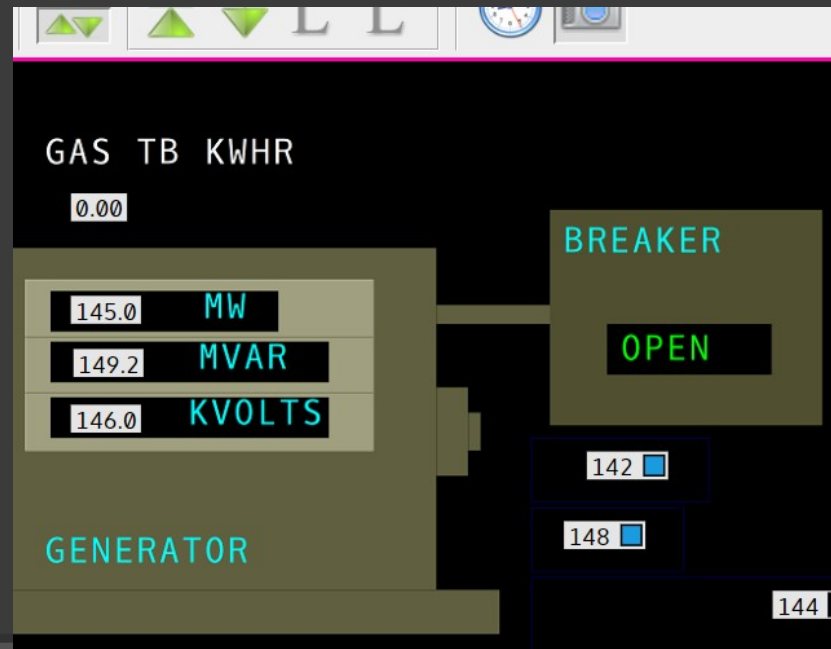 L L
GAS TB KWHR
0.00
BREAKER
145.0 MW
OPEN
149.2 MVAR
146.0 KVOLTS
142
148
GENERATOR
144